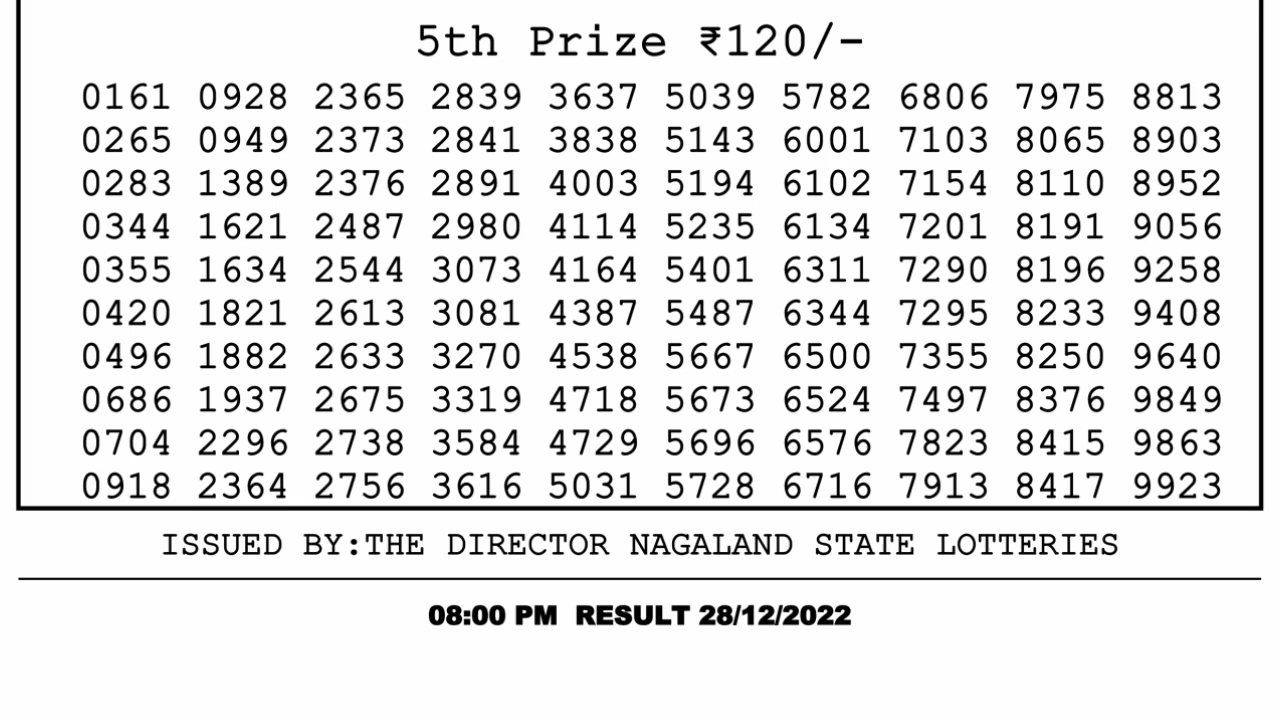 5th Prize ₹120/-
0161 0928 2365 2839 3637 5039 5782 6806 7975 8813
0265 0949 2373 2841 3838 5143 6001 7103 8065 8903
0283 1389 2376 2891 4003 5194 6102 7154 8110 8952
0344 1621 2487 2980 4114 5235 6134 7201 8191 9056
0355 1634 2544 3073 4164 5401 6311 7290 8196 9258
0420 1821 2613 3081 4387 5487 6344 7295 8233 9408
0496 1882 2633 3270 4538 5667 6500 7355 8250 9640
0686 1937 2675 3319 4718 5673 6524 7497 8376 9849
0704 2296 2738 3584 4729 5696 6576 7823 8415 9863
0918 2364 2756 3616 5031 5728 6716 7913 8417 9923
ISSUED BY:THE DIRECTOR NAGALAND STATE LOTTERIES
08:00 PM RESULT 28/12/2022